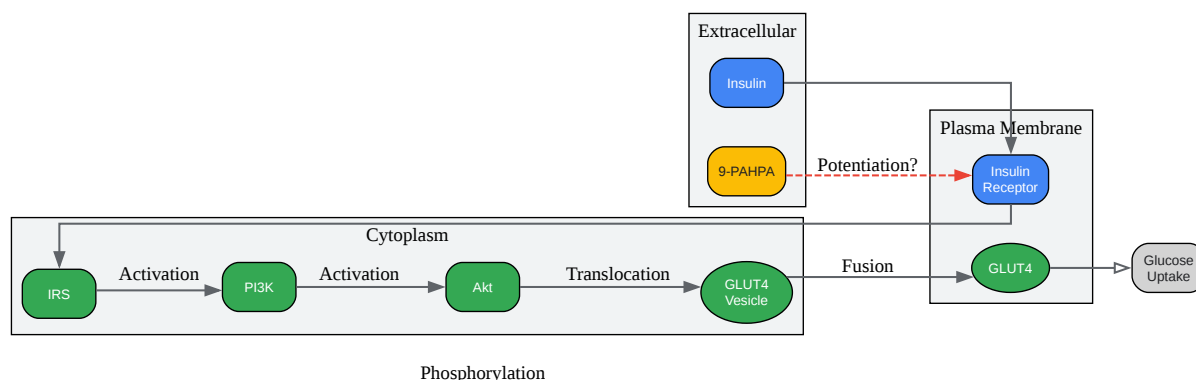 Extracellular
Insulin
Plasma Membrane
9-PAHPA
Potentiation?
Insulin
Receptor
Cytoplasm
IRS
Activation
PI3K
Activation
Akt
Translocation
GLUT4
Vesicle
Fusion
GLUT4
Glucose
Uptake
Phosphorylation